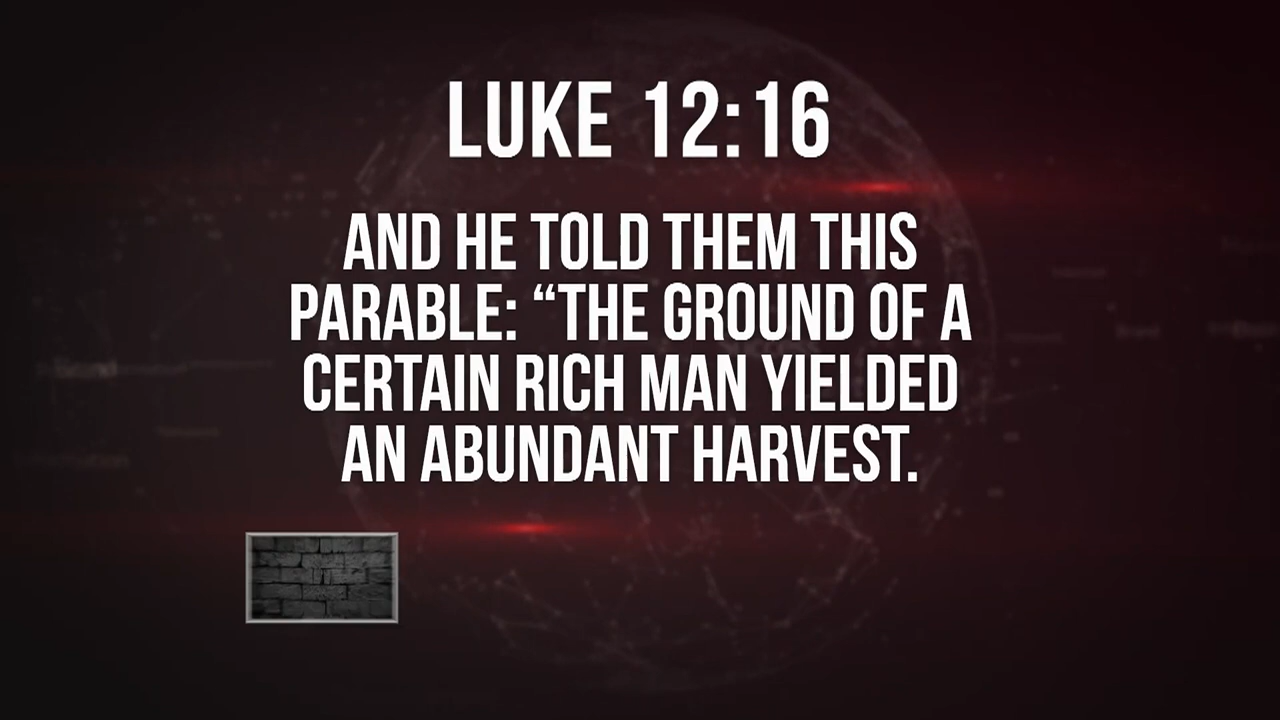 LUKE 12:16
AND HE TOLD THEM THIS
PARABLE: “THE GROUND OF A
CERTAIN RICH MAN YIELDED
AN ABUNDANT HARVEST.